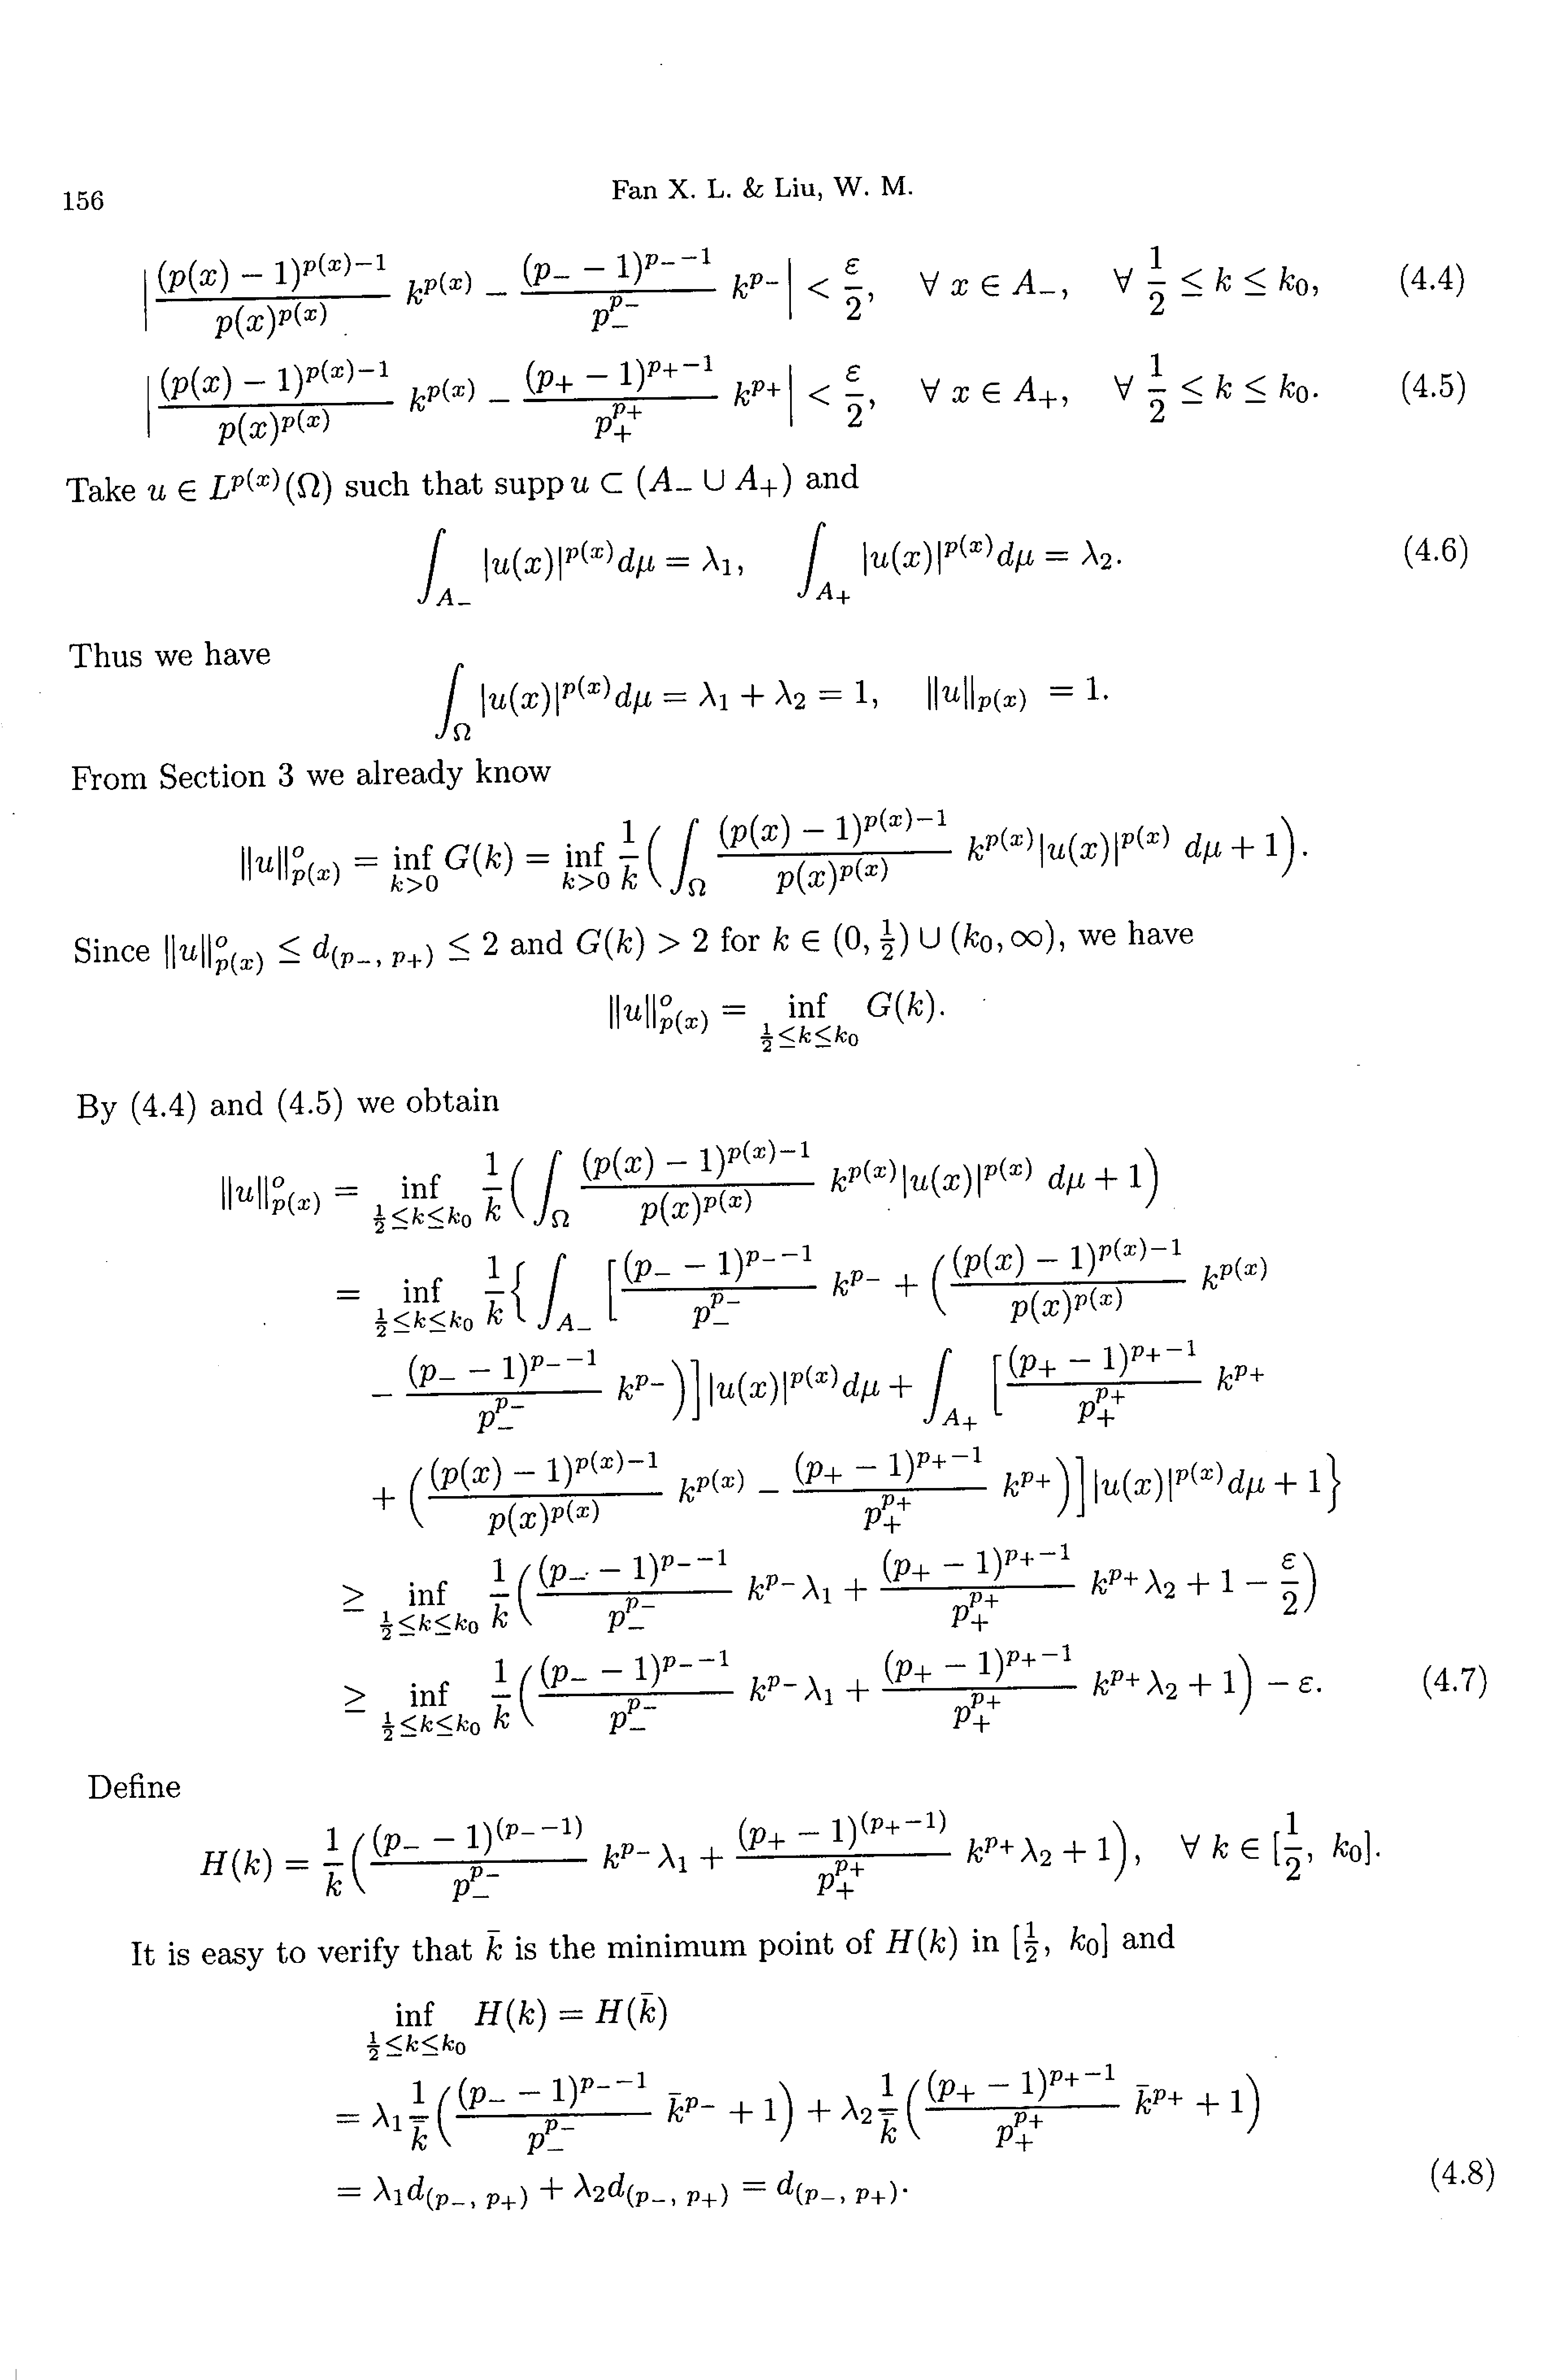 156
Fan X. L. & Liu, W. M.
$$\left|\frac{(p(x)-1)^{p(x)-1}}{p(x)^{p(x)}} k^{p(x)} - \frac{(p_- - 1)^{p_- -1}}{p_-^{p_-}} k^{p_-}\right| < \frac{\varepsilon}{2}, \quad \forall\, x \in A_-, \quad \forall\, \frac{1}{2} \le k \le k_0, \quad (4.4)$$
$$\left|\frac{(p(x)-1)^{p(x)-1}}{p(x)^{p(x)}} k^{p(x)} - \frac{(p_+ - 1)^{p_+ -1}}{p_+^{p_+}} k^{p_+}\right| < \frac{\varepsilon}{2}, \quad \forall\, x \in A_+, \quad \forall\, \frac{1}{2} \le k \le k_0. \quad (4.5)$$
Take $u \in L^{p(x)}(\Omega)$ such that supp $u \subset (A_- \cup A_+)$ and
$$\int_{A_-} |u(x)|^{p(x)} d\mu = \lambda_1, \quad \int_{A_+} |u(x)|^{p(x)} d\mu = \lambda_2. \quad (4.6)$$
Thus we have
$$\int_\Omega |u(x)|^{p(x)} d\mu = \lambda_1 + \lambda_2 = 1, \quad \|u\|_{p(x)} = 1.$$
From Section 3 we already know
$$\|u\|^o_{p(x)} = \inf_{k>0} G(k) = \inf_{k>0} \frac{1}{k}\Big(\int_\Omega \frac{(p(x)-1)^{p(x)-1}}{p(x)^{p(x)}} k^{p(x)} |u(x)|^{p(x)} d\mu + 1\Big).$$
Since $\|u\|^o_{p(x)} \le d_{(p_-,\, p_+)} \le 2$ and $G(k) > 2$ for $k \in (0, \frac{1}{2}) \cup (k_0, \infty)$, we have
$$\|u\|^o_{p(x)} = \inf_{\frac{1}{2} \le k \le k_0} G(k).$$
By (4.4) and (4.5) we obtain
$$\|u\|^o_{p(x)} = \inf_{\frac{1}{2} \le k \le k_0} \frac{1}{k}\Big(\int_\Omega \frac{(p(x)-1)^{p(x)-1}}{p(x)^{p(x)}} k^{p(x)} |u(x)|^{p(x)} d\mu + 1\Big)$$
$$= \inf_{\frac{1}{2} \le k \le k_0} \frac{1}{k}\Big\{\int_{A_-} \Big[\frac{(p_- - 1)^{p_- -1}}{p_-^{p_-}} k^{p_-} + \Big(\frac{(p(x)-1)^{p(x)-1}}{p(x)^{p(x)}} k^{p(x)}$$
$$- \frac{(p_- - 1)^{p_- -1}}{p_-^{p_-}} k^{p_-}\Big)\Big] |u(x)|^{p(x)} d\mu + \int_{A_+} \Big[\frac{(p_+ - 1)^{p_+ -1}}{p_+^{p_+}} k^{p_+}$$
$$+ \Big(\frac{(p(x)-1)^{p(x)-1}}{p(x)^{p(x)}} k^{p(x)} - \frac{(p_+ - 1)^{p_+ -1}}{p_+^{p_+}} k^{p_+}\Big)\Big] |u(x)|^{p(x)} d\mu + 1\Big\}$$
$$\ge \inf_{\frac{1}{2} \le k \le k_0} \frac{1}{k}\Big(\frac{(p_- - 1)^{p_- -1}}{p_-^{p_-}} k^{p_-} \lambda_1 + \frac{(p_+ - 1)^{p_+ -1}}{p_+^{p_+}} k^{p_+} \lambda_2 + 1 - \frac{\varepsilon}{2}\Big)$$
$$\ge \inf_{\frac{1}{2} \le k \le k_0} \frac{1}{k}\Big(\frac{(p_- - 1)^{p_- -1}}{p_-^{p_-}} k^{p_-} \lambda_1 + \frac{(p_+ - 1)^{p_+ -1}}{p_+^{p_+}} k^{p_+} \lambda_2 + 1\Big) - \varepsilon. \quad (4.7)$$
Define
$$H(k) = \frac{1}{k}\Big(\frac{(p_- - 1)^{(p_- -1)}}{p_-^{p_-}} k^{p_-} \lambda_1 + \frac{(p_+ - 1)^{(p_+ -1)}}{p_+^{p_+}} k^{p_+} \lambda_2 + 1\Big), \quad \forall\, k \in [\frac{1}{2},\, k_0].$$
It is easy to verify that $\bar{k}$ is the minimum point of $H(k)$ in $[\frac{1}{2},\, k_0]$ and
$$\inf_{\frac{1}{2} \le k \le k_0} H(k) = H(\bar{k})$$
$$= \lambda_1 \frac{1}{\bar{k}}\Big(\frac{(p_- - 1)^{p_- -1}}{p_-^{p_-}} \bar{k}^{p_-} + 1\Big) + \lambda_2 \frac{1}{\bar{k}}\Big(\frac{(p_+ - 1)^{p_+ -1}}{p_+^{p_+}} \bar{k}^{p_+} + 1\Big)$$
$$= \lambda_1 d_{(p_-,\, p_+)} + \lambda_2 d_{(p_-,\, p_+)} = d_{(p_-,\, p_+)}. \quad (4.8)$$